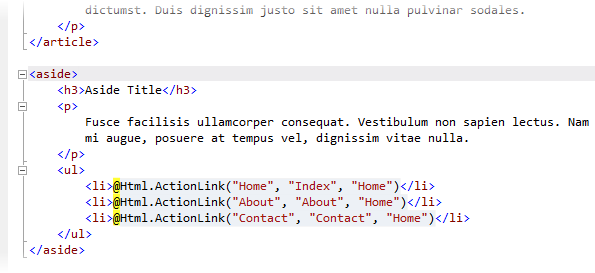 dictumst. Duis dignissim justo sit amet nulla pulvinar sodales.
</p>
</article>
<aside>
<h3>Aside Title</h3>
<p>
Fusce facilisis ullamcorper consequat. Vestibulum non sapien lectus. Nam
mi augue, posuere at tempus vel, dignissim vitae nulla.
</p>
<ul>
<li>@Html.ActionLink("Home", "Index", "Home")</li>
<li>@Html.ActionLink("About", "About", "Home")</li>
<li>@Html.ActionLink("Contact", "Contact", "Home")</li>
</ul>
</aside>